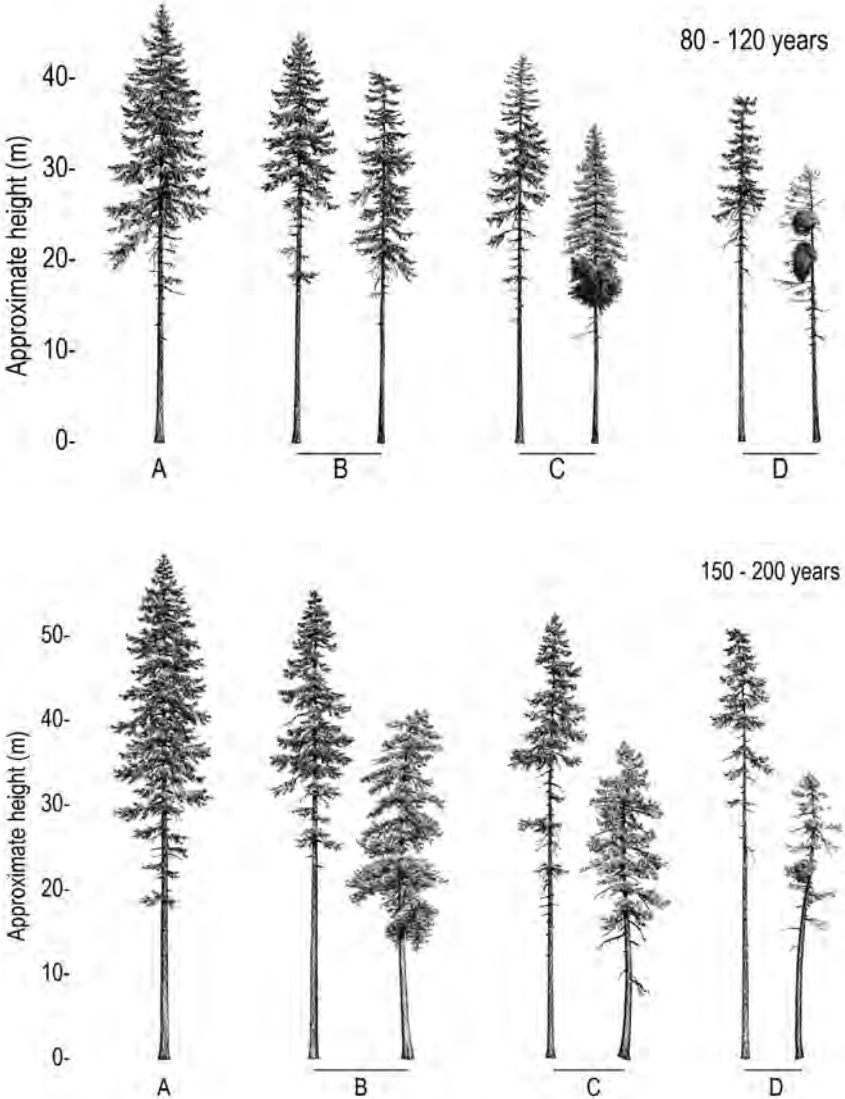 80 - 120 years
Approximate height (m)
40-
30-
20-
10-
0-
A
B
C
D
150 - 200 years
Approximate height (m)
50-
40-
30-
20-
10-
0-
A
B
C
D